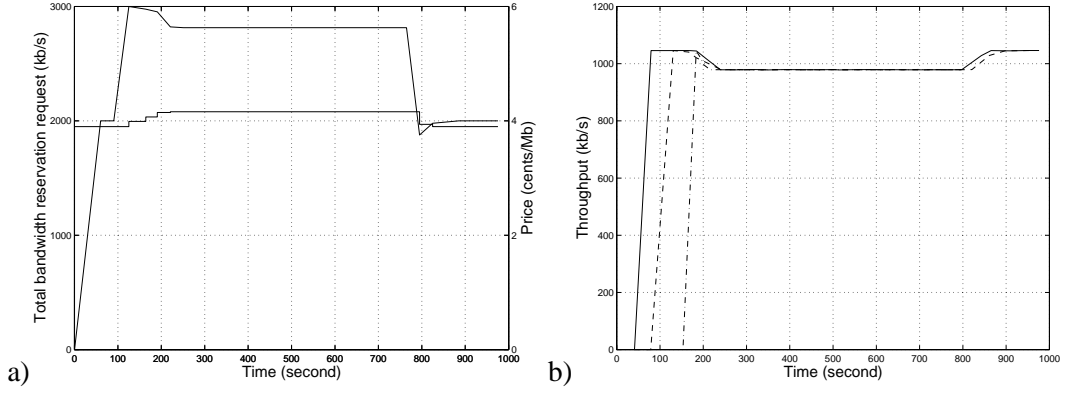 a)
Total bandwidth reservation request (kb/s)
3000
2000
1000
0
Price (cents/Mb)
6
4
2
0
0 100 200 300 400 500 600 700 800 900 1000
Time (second)
b)
Throughput (kb/s)
1200
1000
800
600
400
200
0
0 100 200 300 400 500 600 700 800 900 1000
Time (second)